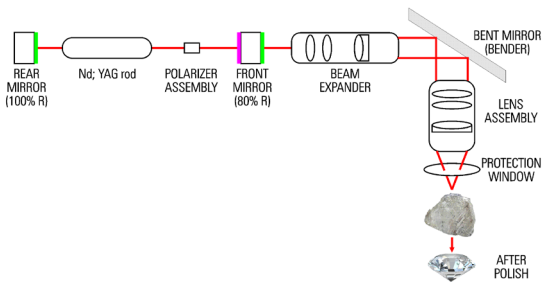 REAR
MIRROR
(100% R)
Nd; YAG rod
POLARIZER
ASSEMBLY
FRONT
MIRROR
(80% R)
BEAM
EXPANDER
BENT MIRROR
(BENDER)
LENS
ASSEMBLY
PROTECTION
WINDOW
AFTER
POLISH